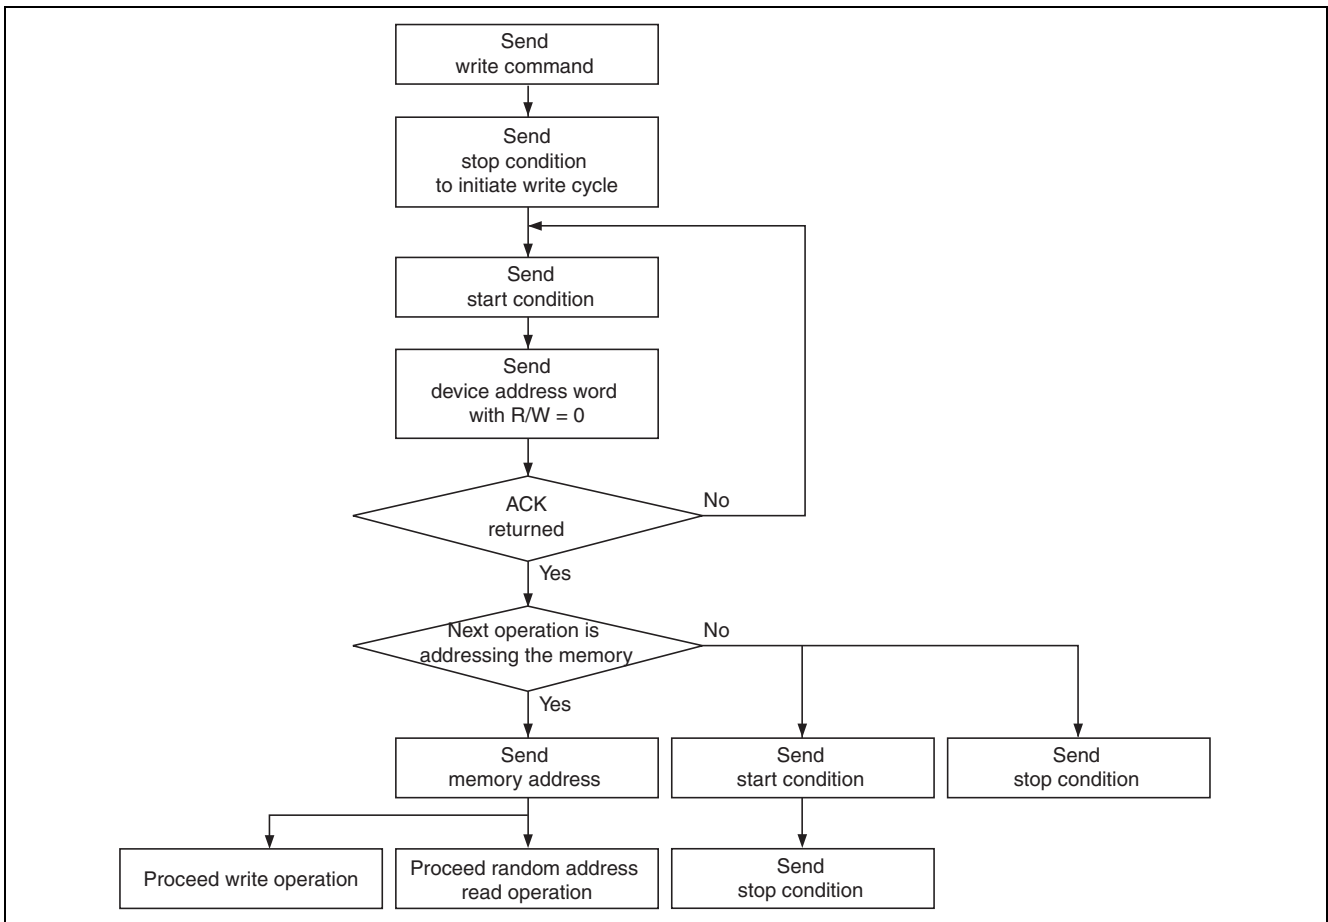 Send
write command
Send
stop condition
to initiate write cycle
Send
start condition
Send
device address word
with R/W = 0
ACK
returned
No
Yes
Next operation is
addressing the memory
No
Yes
Send
memory address
Send
start condition
Send
stop condition
Proceed write operation
Proceed random address
read operation
Send
stop condition